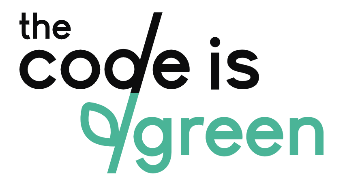 the
code is
green